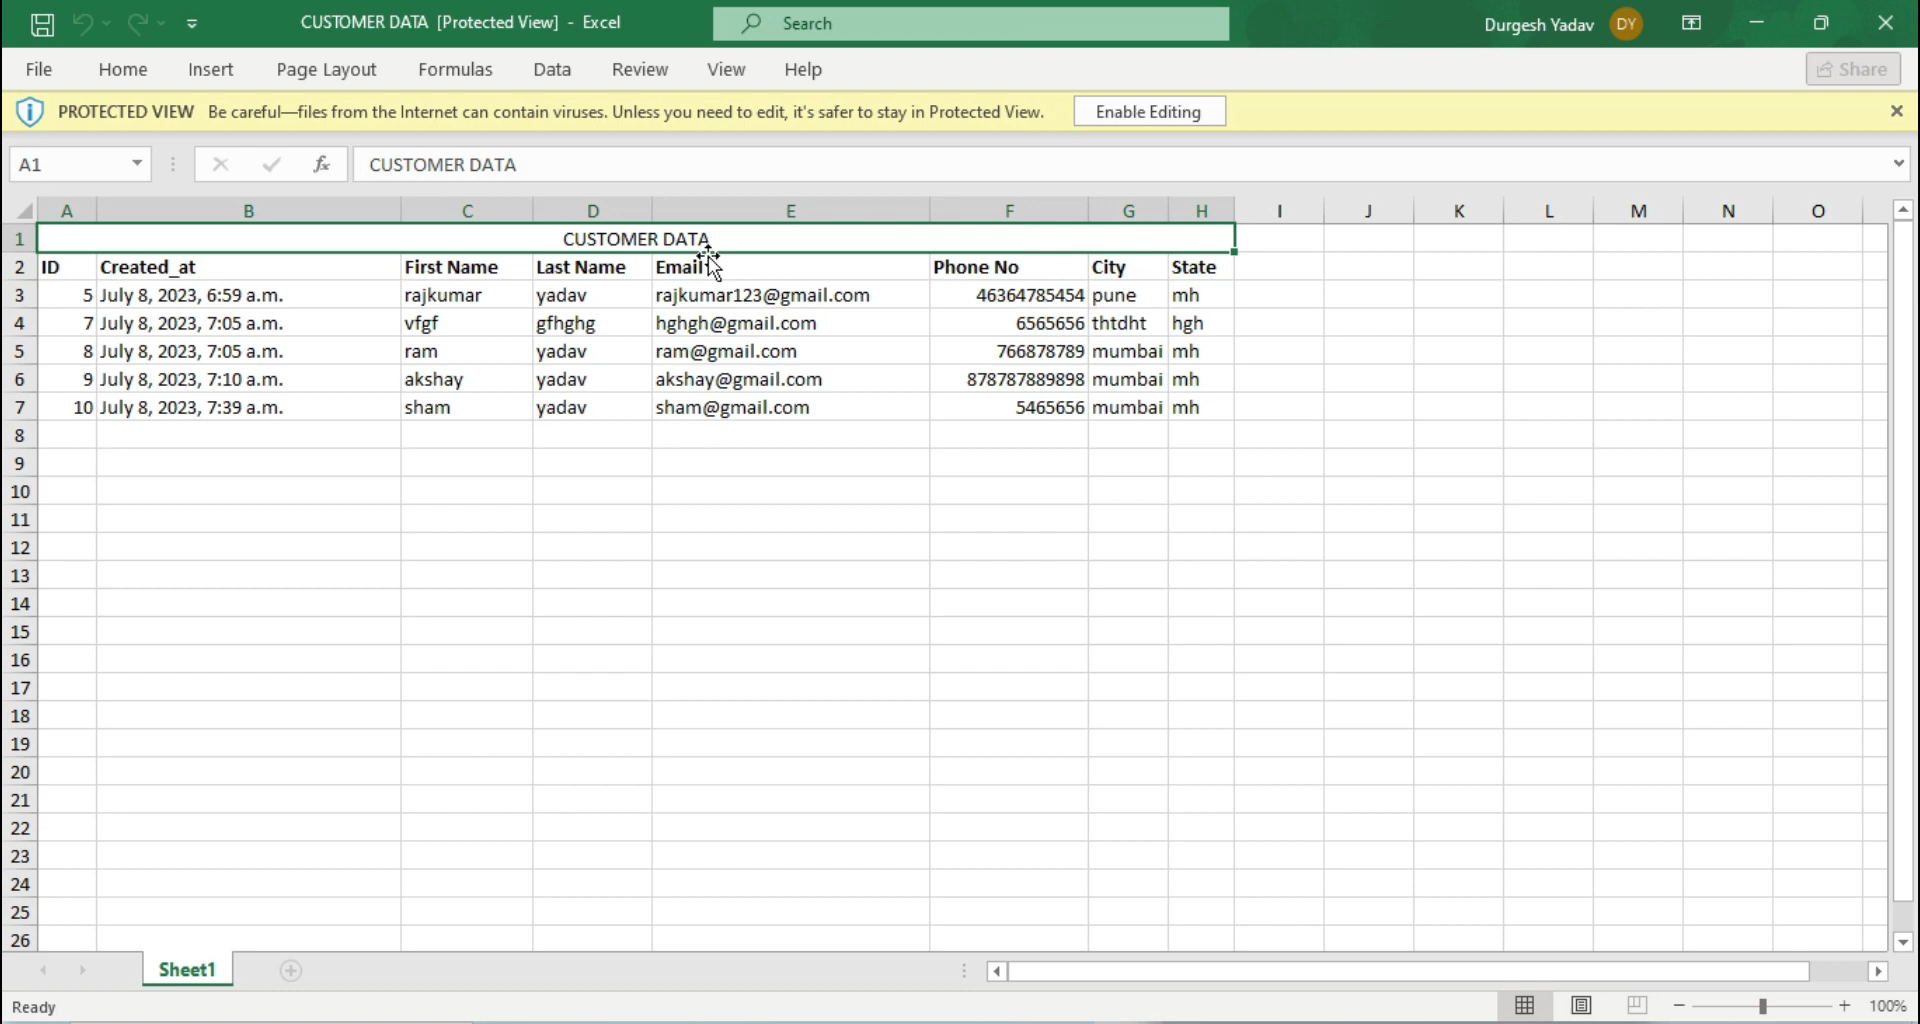 CUSTOMER DATA [Protected View] - Excel
Search
Durgesh Yadav DY
File Home Insert Page Layout Formulas Data Review View Help Share
PROTECTED VIEW Be careful—files from the Internet can contain viruses. Unless you need to edit, it's safer to stay in Protected View. Enable Editing
A1 fx CUSTOMER DATA
A B C D E F G H I J K L M N O
1 CUSTOMER DATA
2 ID Created_at First Name Last Name Email Phone No City State
3 5 July 8, 2023, 6:59 a.m. rajkumar yadav rajkumar123@gmail.com 46364785454 pune mh
4 7 July 8, 2023, 7:05 a.m. vfgf gfhghg hghgh@gmail.com 6565656 thtdht hgh
5 8 July 8, 2023, 7:05 a.m. ram yadav ram@gmail.com 766878789 mumbai mh
6 9 July 8, 2023, 7:10 a.m. akshay yadav akshay@gmail.com 878787889898 mumbai mh
7 10 July 8, 2023, 7:39 a.m. sham yadav sham@gmail.com 5465656 mumbai mh
8
9
10
11
12
13
14
15
16
17
18
19
20
21
22
23
24
25
26
Sheet1
Ready 100%